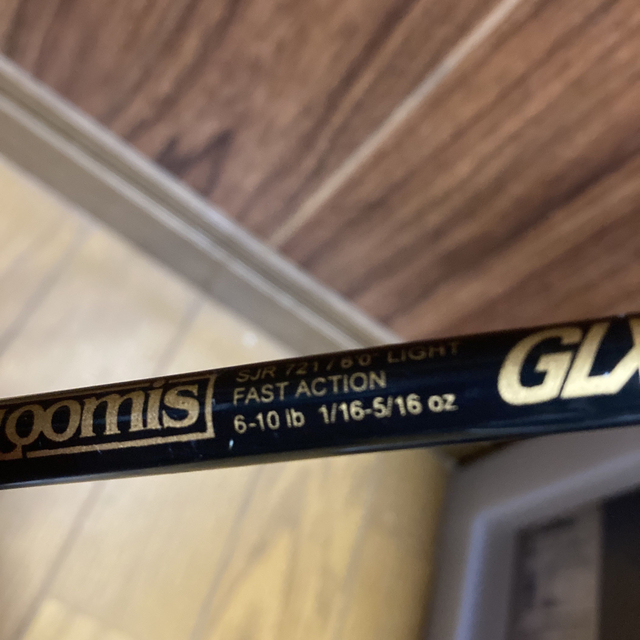 loomis
SJR 721 / 6'0" LIGHT
FAST ACTION
6-10 lb 1/16-5/16 oz
GLX